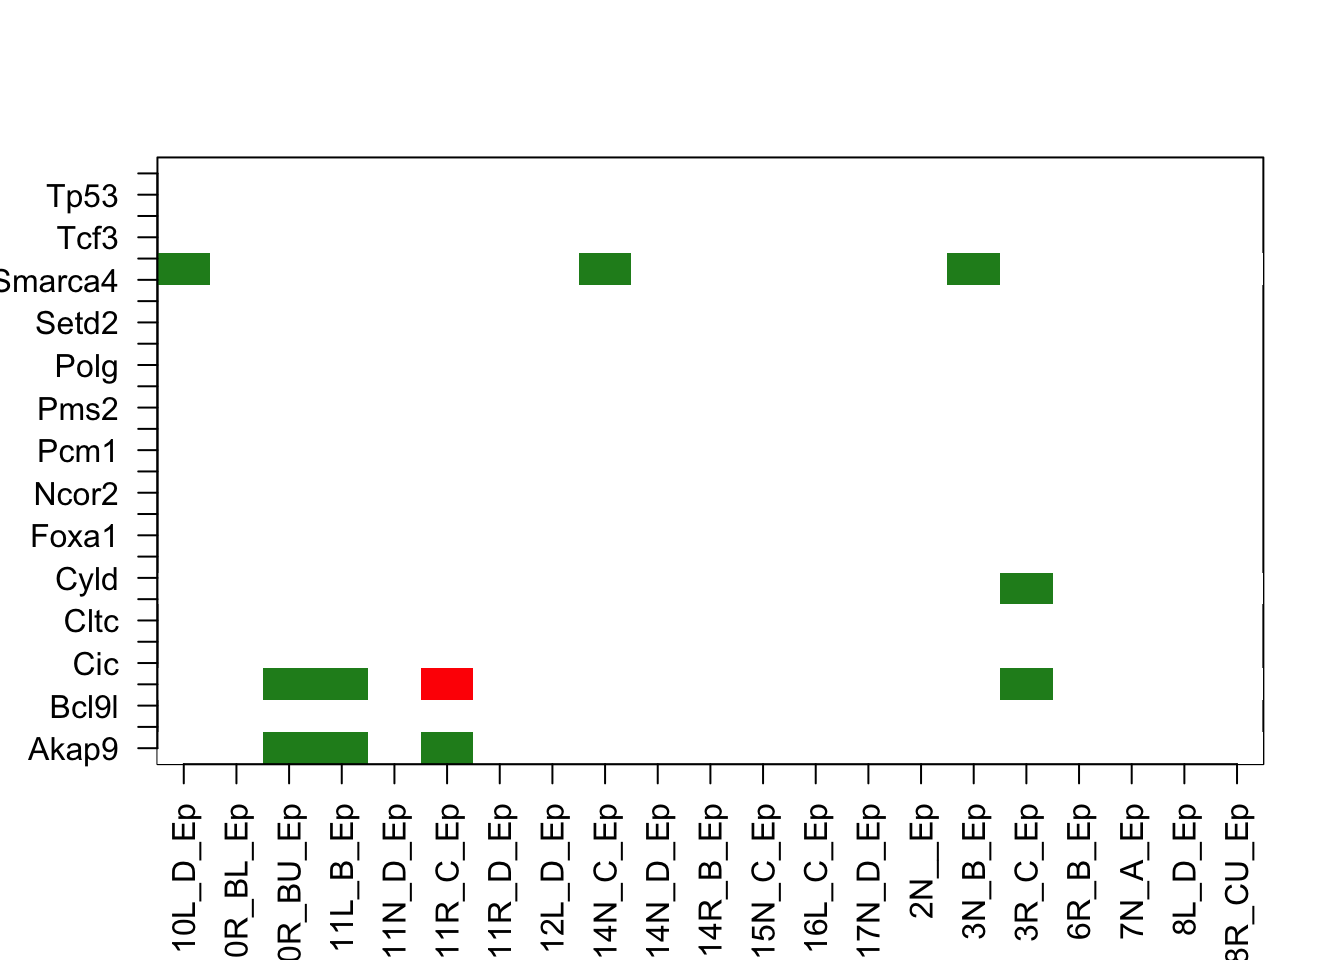 Tp53
Tcf3
Smarca4
Setd2
Polg
Pms2
Pcm1
Ncor2
Foxa1
Cyld
Cltc
Cic
Bcl9l
Akap9
10L_D_Ep
0R_BL_Ep
0R_BU_Ep
11L_B_Ep
11N_D_Ep
11R_C_Ep
11R_D_Ep
12L_D_Ep
14N_C_Ep
14N_D_Ep
14R_B_Ep
15N_C_Ep
16L_C_Ep
17N_D_Ep
2N__Ep
3N_B_Ep
3R_C_Ep
6R_B_Ep
7N_A_Ep
8L_D_Ep
8R_CU_Ep